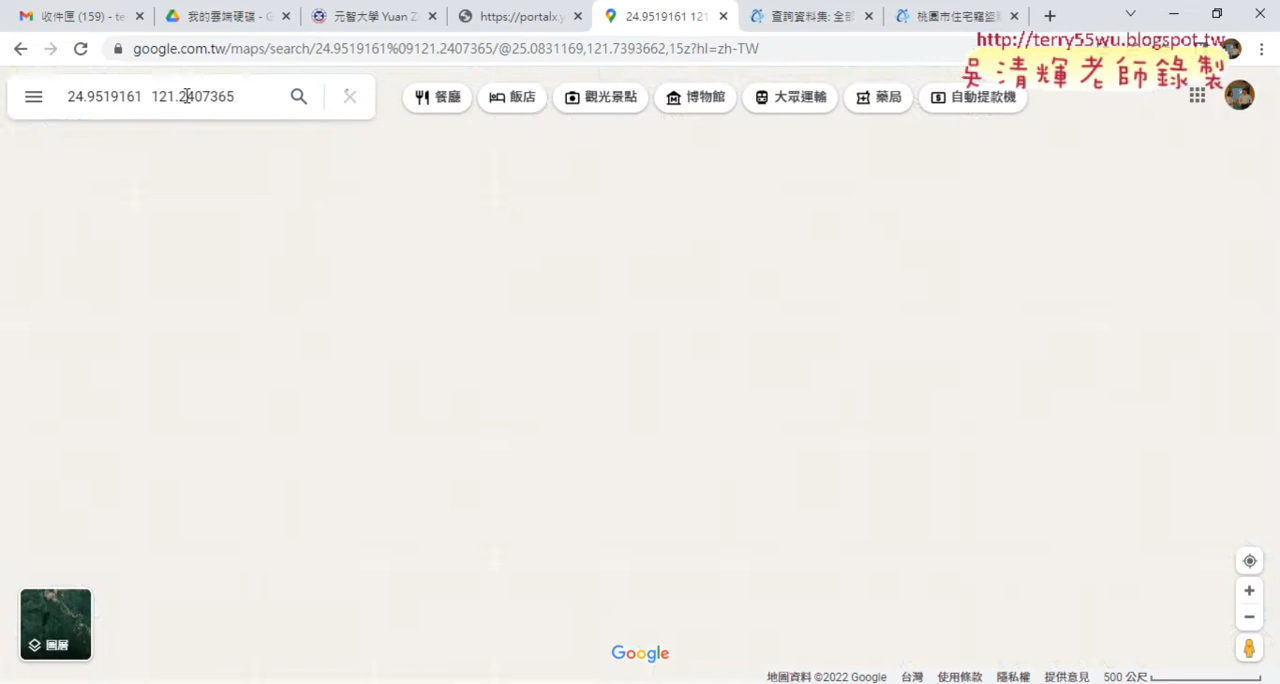 收件匣 (159) - te
我的雲端硬碟 - G
元智大學 Yuan Z
https://portalx.y
24.9519161 121
查詢資料集: 全部
桃園市住宅竊盜
google.com.tw/maps/search/24.9519161%09121.2407365/@25.0831169,121.7393662,15z?hl=zh-TW
http://terry55wu.blogspot.tw
吳清輝老師錄製
24.9519161 121.2407365
餐廳
飯店
觀光景點
博物館
大眾運輸
藥局
自動提款機
圖層
Google
地圖資料 ©2022 Google 台灣 使用條款 隱私權 提供意見 500 公尺